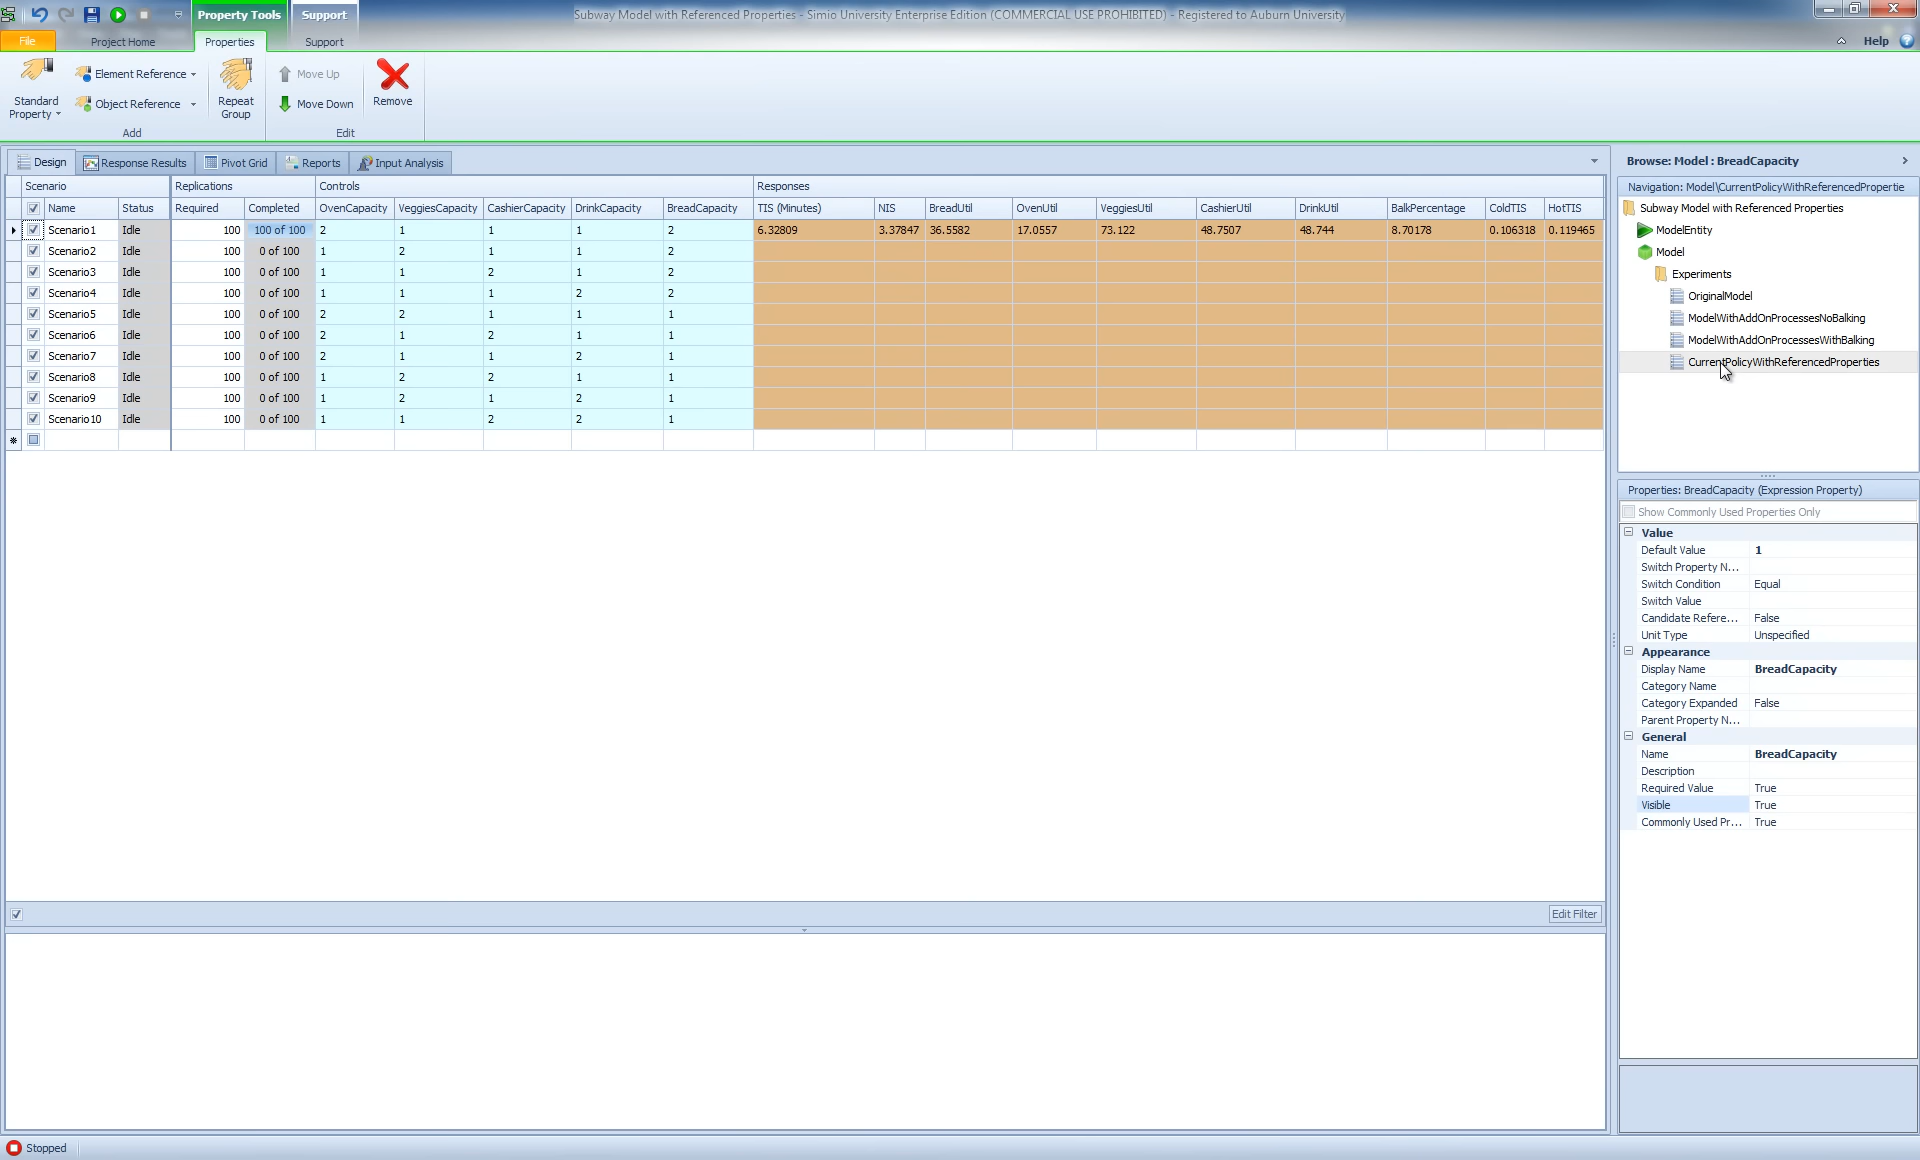 Property Tools Support Subway Model with Referenced Properties - Simio University Enterprise Edition (COMMERCIAL USE PROHIBITED) - Registered to Auburn University
File Project Home Properties Support Help
Standard Property Element Reference Object Reference Repeat Group Move Up Move Down Remove
Add Edit
Design Response Results Pivot Grid Reports Input Analysis
Scenario Replications Controls Responses
Name Status Required Completed OvenCapacity VeggiesCapacity CashierCapacity DrinkCapacity BreadCapacity TIS (Minutes) NIS BreadUtil OvenUtil VeggiesUtil CashierUtil DrinkUtil BalkPercentage ColdTIS HotTIS
Scenario1 Idle 100 100 of 100 2 1 1 1 2 6.32809 3.37847 36.5582 17.0557 73.122 48.7507 48.744 8.70178 0.106318 0.119465
Scenario2 Idle 100 0 of 100 1 2 1 1 2
Scenario3 Idle 100 0 of 100 1 1 2 1 2
Scenario4 Idle 100 0 of 100 1 1 1 2 2
Scenario5 Idle 100 0 of 100 2 2 1 1 1
Scenario6 Idle 100 0 of 100 2 1 2 1 1
Scenario7 Idle 100 0 of 100 2 1 1 2 1
Scenario8 Idle 100 0 of 100 1 2 2 1 1
Scenario9 Idle 100 0 of 100 1 2 1 2 1
Scenario10 Idle 100 0 of 100 1 1 2 2 1
Edit Filter
Browse: Model : BreadCapacity
Navigation: Model\CurrentPolicyWithReferencedPropertie
Subway Model with Referenced Properties
ModelEntity
Model
Experiments
OriginalModel
ModelWithAddOnProcessesNoBalking
ModelWithAddOnProcessesWithBalking
CurrentPolicyWithReferencedProperties
Properties: BreadCapacity (Expression Property)
Show Commonly Used Properties Only
Value
Default Value 1
Switch Property N...
Switch Condition Equal
Switch Value
Candidate Refere... False
Unit Type Unspecified
Appearance
Display Name BreadCapacity
Category Name
Category Expanded False
Parent Property N...
General
Name BreadCapacity
Description
Required Value True
Visible True
Commonly Used Pr... True
Stopped